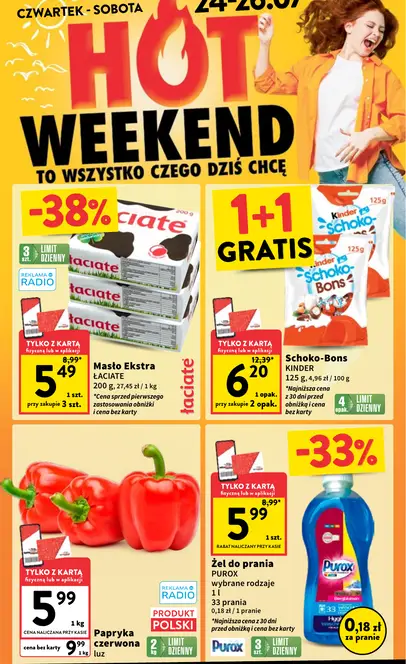 CZWARTEK - SOBOTA
24-26.07
HOT
WEEKEND
TO WSZYSTKO CZEGO DZIŚ CHCĘ
-38%
łaciate
200 g
3 szt.
LIMIT DZIENNY
REKLAMA
RADIO
TYLKO Z KARTĄ
fizyczną lub w aplikacji
8,99*
5 49
1 szt.
przy zakupie 3 szt.
Masło Ekstra
ŁACIATE
200 g, 27,45 zł / 1 kg
*Cena sprzed pierwszego
zastosowania obniżki
i cena bez karty
łaciate
1+1
GRATIS
125 g
Kinder
Schoko-
Bons
125 g
Kinder
Schoko-
Bons
TYLKO Z KARTĄ
fizyczną lub w aplikacji
12,39*
6 20
1 opak.
przy zakupie 2 opak.
Schoko-Bons
KINDER
125 g, 4,96 zł / 100 g
*Najniższa cena
z 30 dni przed
obniżką i cena
bez karty
4 opak.
LIMIT DZIENNY
TYLKO Z KARTĄ
fizyczną lub w aplikacji
5 99
1 kg
CENA NALICZANA PRZY KASIE
cena bez karty 9 99
1 kg
Papryka
czerwona
luz
REKLAMA
RADIO
PRODUKT
POLSKI
2 kg
LIMIT DZIENNY
-33%
TYLKO Z KARTĄ
fizyczną lub w aplikacji
8,99*
5 99
1 szt.
RABAT NALICZANY PRZY KASIE
Żel do prania
PUROX
wybrane rodzaje
1 l
33 prania
0,18 zł / 1 pranie
*Najniższa cena z 30 dni
przed obniżką i cena bez karty
Purox
3 szt.
LIMIT DZIENNY
Purox
33
0,18 zł
za pranie